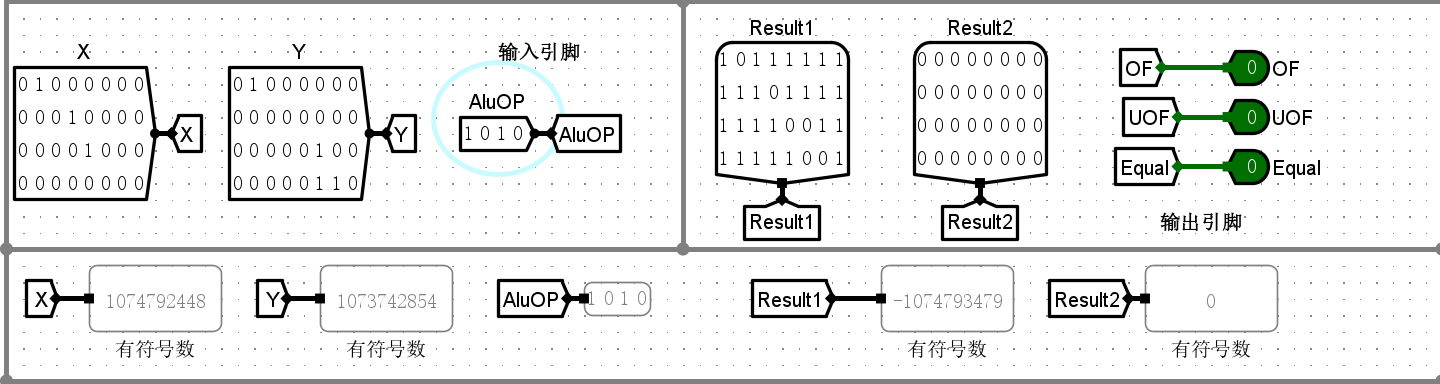 X
0 1 0 0 0 0 0 0
0 0 0 1 0 0 0 0
0 0 0 0 1 0 0 0
0 0 0 0 0 0 0 0
X
Y
0 1 0 0 0 0 0 0
0 0 0 0 0 0 0 0
0 0 0 0 0 1 0 0
0 0 0 0 0 1 1 0
Y
输入引脚
AluOP
1 0 1 0
AluOP
Result1
1 0 1 1 1 1 1 1
1 1 1 0 1 1 1 1
1 1 1 1 0 0 1 1
1 1 1 1 1 0 0 1
Result1
Result2
0 0 0 0 0 0 0 0
0 0 0 0 0 0 0 0
0 0 0 0 0 0 0 0
0 0 0 0 0 0 0 0
Result2
OF 0 OF
UOF 0 UOF
Equal 0 Equal
输出引脚
X 1074792448
有符号数
Y 1073742854
有符号数
AluOP 1 0 1 0
Result1 -1074793479
有符号数
Result2 0
有符号数